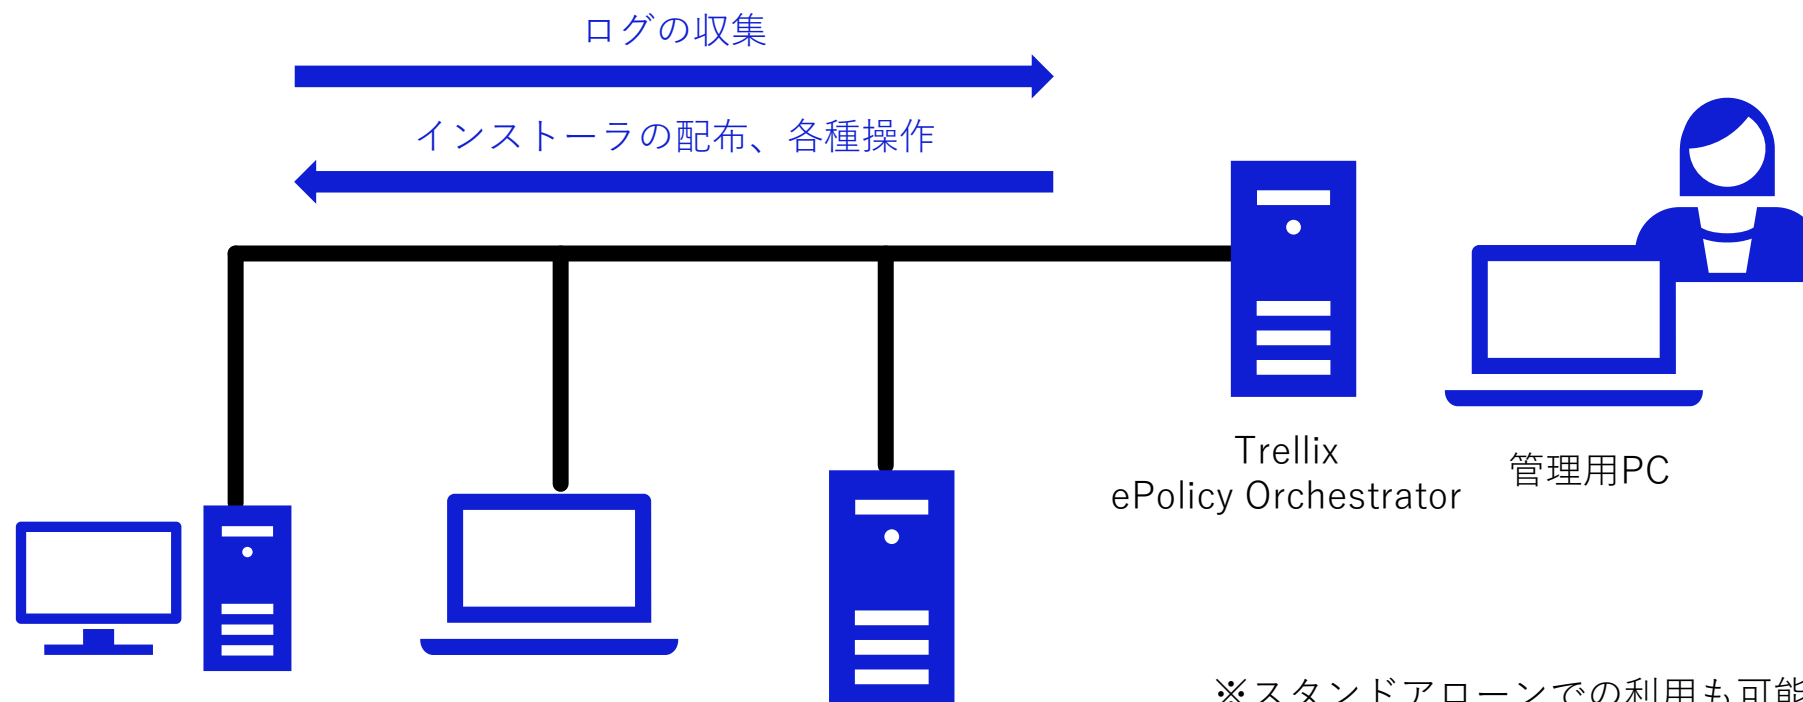 ログの収集
インストーラの配布、各種操作
Trellix
ePolicy Orchestrator
管理用PC
※スタンドアローンでの利用も可能